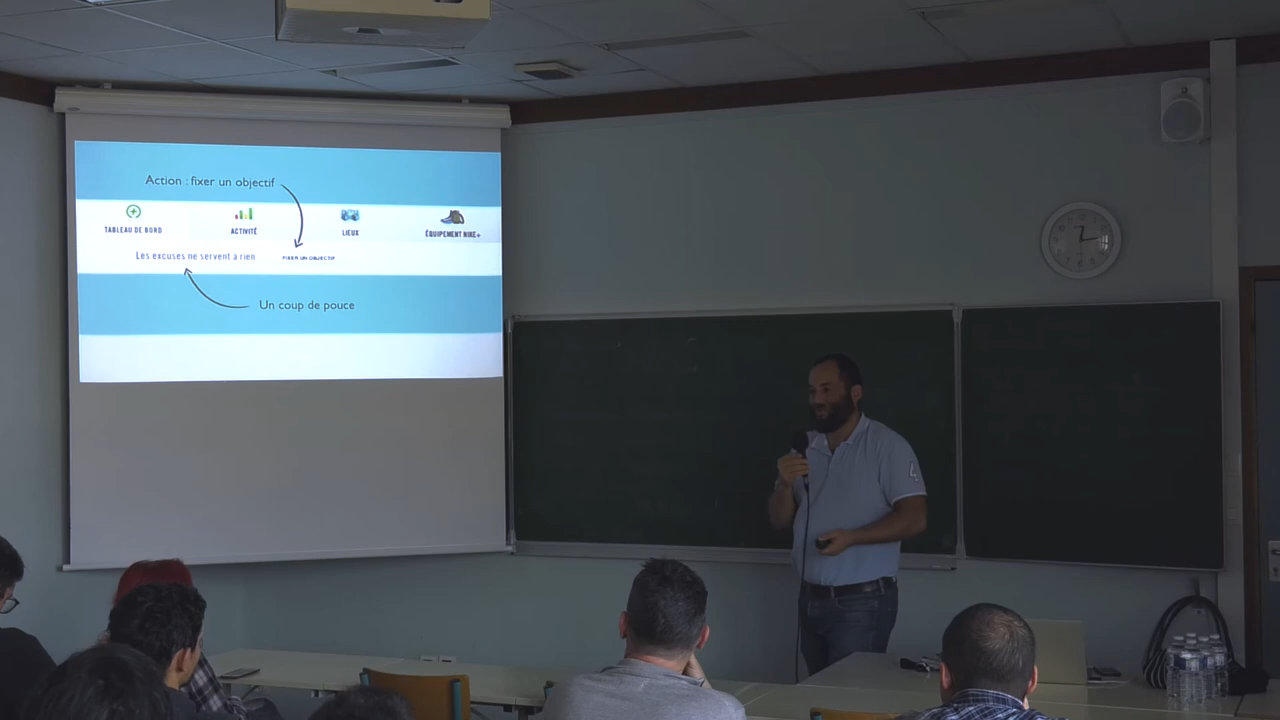 Action : fixer un objectif
TABLEAU DE BORD
ACTIVITÉ
LIEUX
ÉQUIPEMENT NIKE+
Les excuses ne servent à rien
FIXER UN OBJECTIF
Un coup de pouce
4